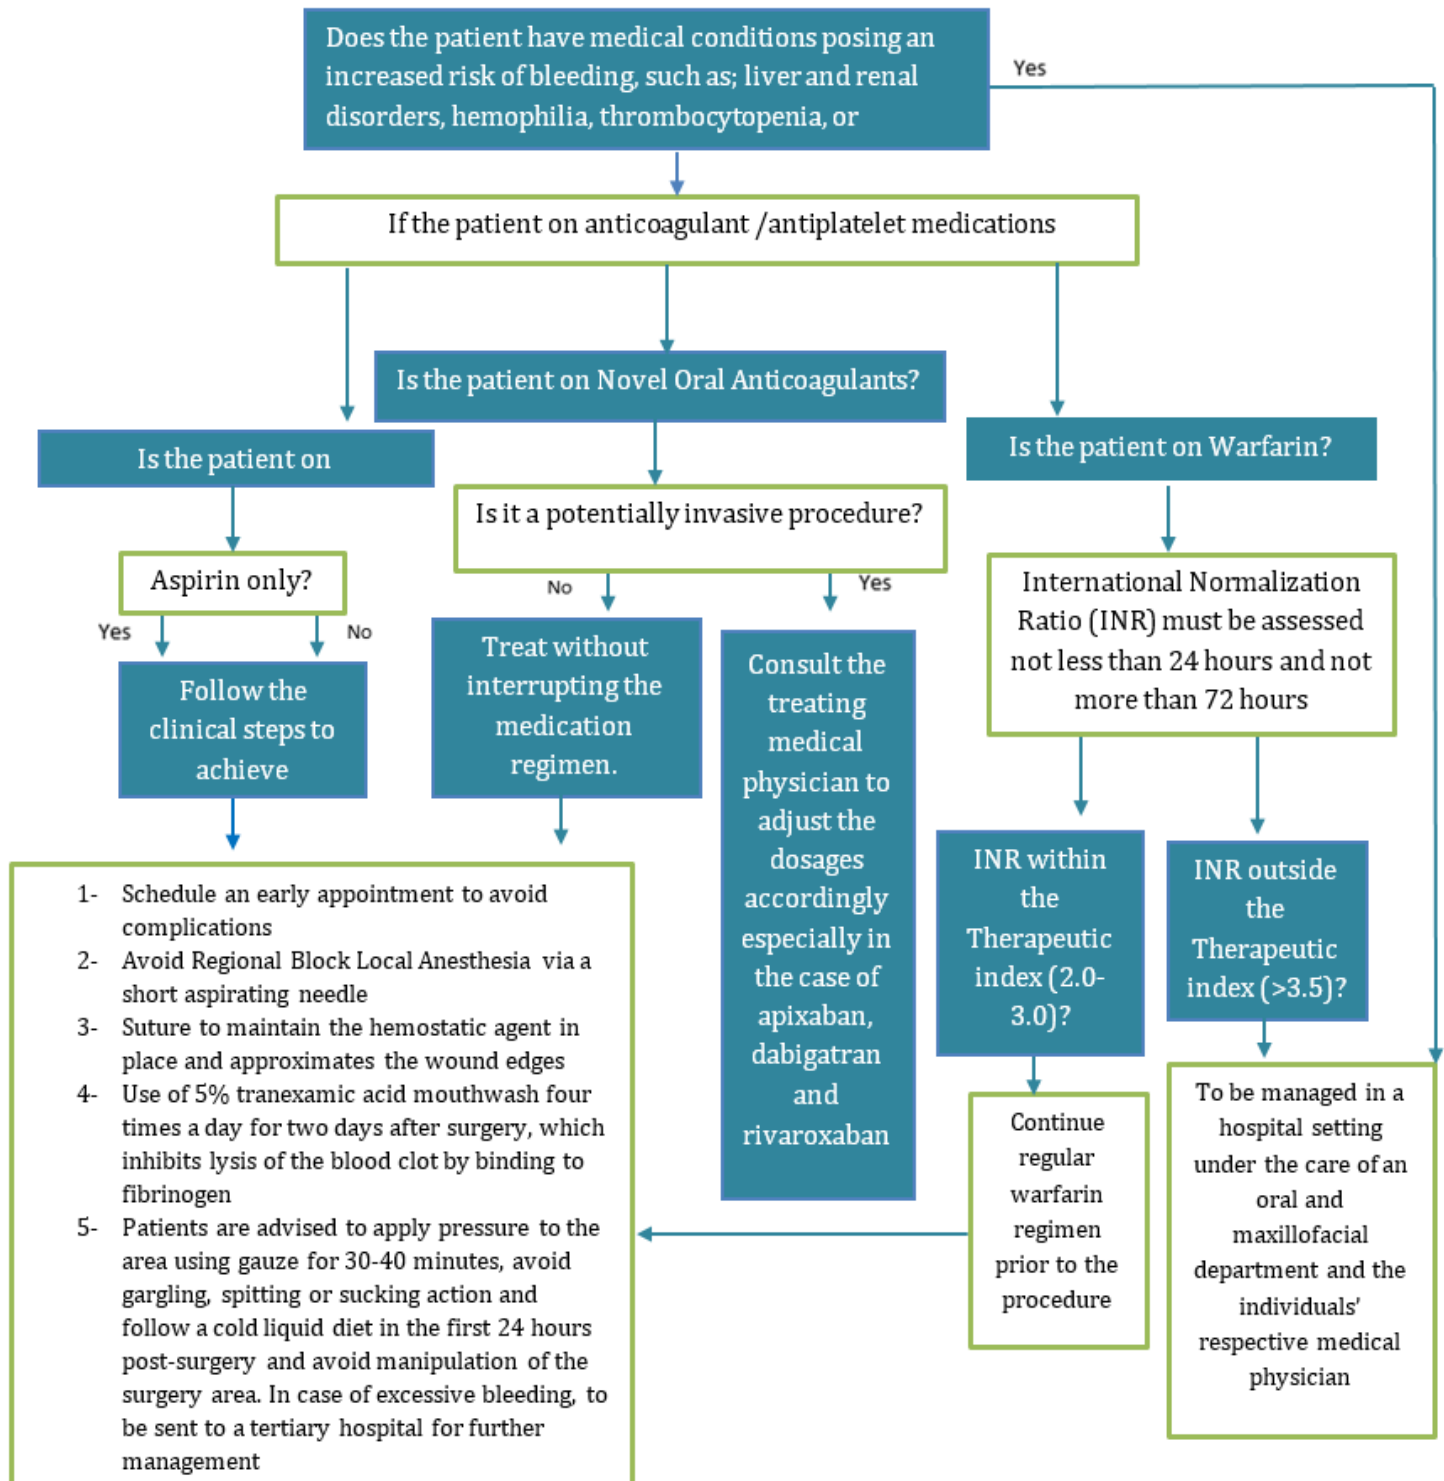 Does the patient have medical conditions posing an
increased risk of bleeding, such as; liver and renal
disorders, hemophilia, thrombocytopenia, or
Yes
If the patient on anticoagulant /antiplatelet medications
Is the patient on Novel Oral Anticoagulants?
Is the patient on
Is the patient on Warfarin?
Aspirin only?
Yes
No
Is it a potentially invasive procedure?
No
Yes
International Normalization
Ratio (INR) must be assessed
not less than 24 hours and not
more than 72 hours
Follow the
clinical steps to
achieve
Treat without
interrupting the
medication
regimen.
Consult the
treating
medical
physician to
adjust the
dosages
accordingly
especially in
the case of
apixaban,
dabigatran
and
rivaroxaban
INR within
the
Therapeutic
index (2.0-
3.0)?
INR outside
the
Therapeutic
index (>3.5)?
1- Schedule an early appointment to avoid
complications
2- Avoid Regional Block Local Anesthesia via a
short aspirating needle
3- Suture to maintain the hemostatic agent in
place and approximates the wound edges
4- Use of 5% tranexamic acid mouthwash four
times a day for two days after surgery, which
inhibits lysis of the blood clot by binding to
fibrinogen
5- Patients are advised to apply pressure to the
area using gauze for 30-40 minutes, avoid
gargling, spitting or sucking action and
follow a cold liquid diet in the first 24 hours
post-surgery and avoid manipulation of the
surgery area. In case of excessive bleeding, to
be sent to a tertiary hospital for further
management
Continue
regular
warfarin
regimen
prior to the
procedure
To be managed in a
hospital setting
under the care of an
oral and
maxillofacial
department and the
individuals'
respective medical
physician